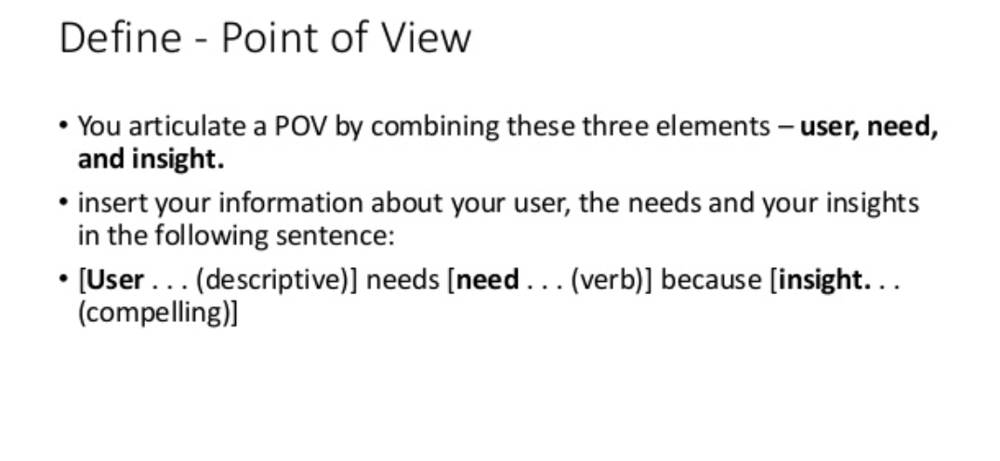 Define - Point of View
• You articulate a POV by combining these three elements – user, need,
and insight.
• insert your information about your user, the needs and your insights
in the following sentence:
• [User . . . (descriptive)] needs [need . . . (verb)] because [insight. . .
(compelling)]